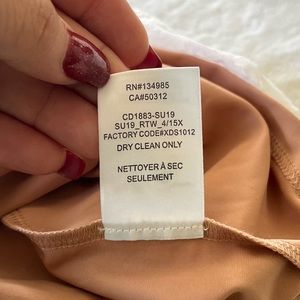 RN#134985
CA#50312
CD1883-SU19
SU19_RTW_4/15X
FACTORY CODE#XDS1012
DRY CLEAN ONLY
NETTOYER À SEC
SEULEMENT